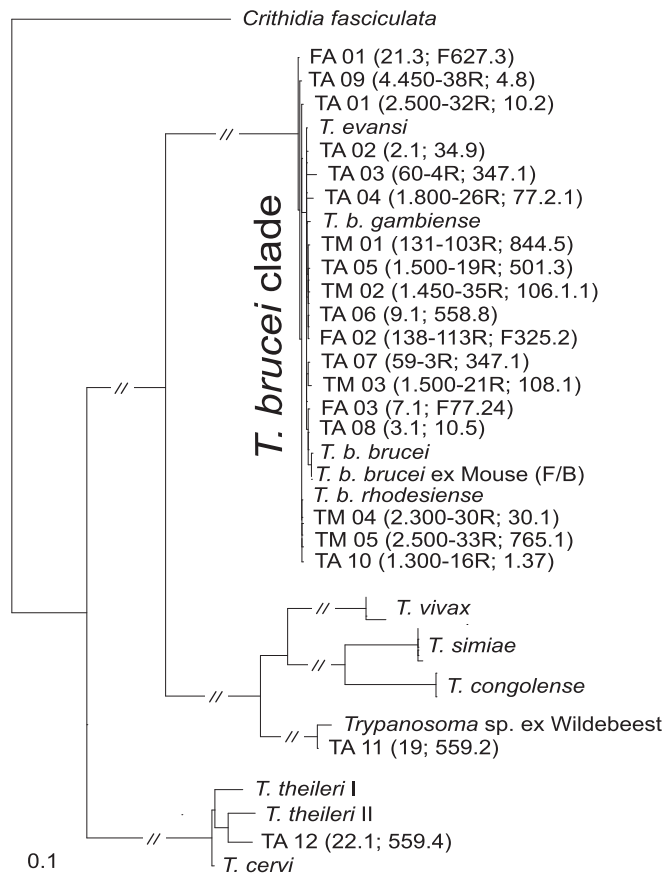 Crithidia fasciculata
FA 01 (21.3; F627.3)
TA 09 (4.450-38R; 4.8)
TA 01 (2.500-32R; 10.2)
T. evansi
TA 02 (2.1; 34.9)
TA 03 (60-4R; 347.1)
TA 04 (1.800-26R; 77.2.1)
T. b. gambiense
TM 01 (131-103R; 844.5)
TA 05 (1.500-19R; 501.3)
TM 02 (1.450-35R; 106.1.1)
TA 06 (9.1; 558.8)
FA 02 (138-113R; F325.2)
TA 07 (59-3R; 347.1)
TM 03 (1.500-21R; 108.1)
FA 03 (7.1; F77.24)
TA 08 (3.1; 10.5)
T. b. brucei
T. b. brucei ex Mouse (F/B)
T. b. rhodesiense
TM 04 (2.300-30R; 30.1)
TM 05 (2.500-33R; 765.1)
TA 10 (1.300-16R; 1.37)
T. brucei clade
T. vivax
T. simiae
T. congolense
Trypanosoma sp. ex Wildebeest
TA 11 (19; 559.2)
T. theileri I
T. theileri II
TA 12 (22.1; 559.4)
T. cervi
0.1